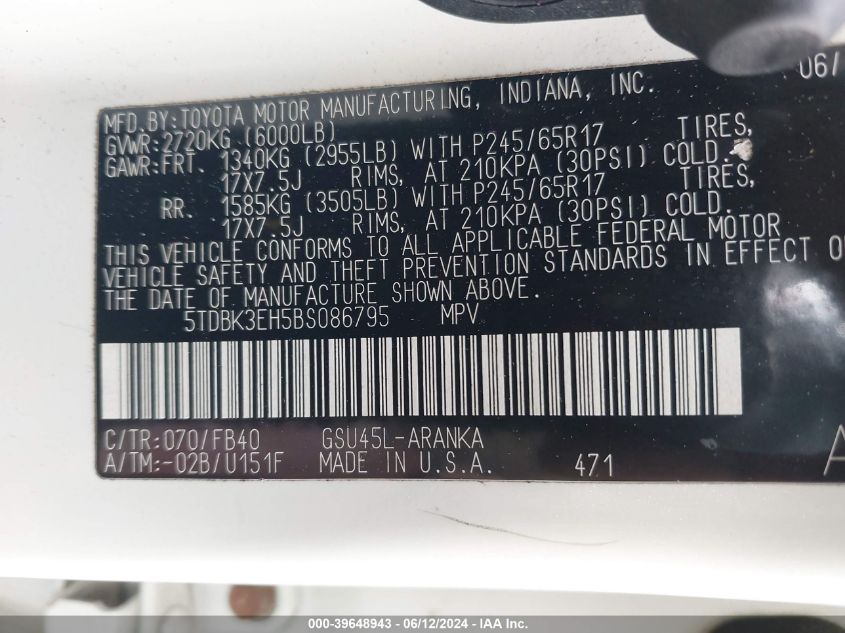 06/
MFD.BY:TOYOTA MOTOR MANUFACTURING, INDIANA, INC.
GVWR:2720KG (6000LB)
GAWR:FRT. 1340KG (2955LB) WITH P245/65R17 TIRES,
17X7.5J RIMS, AT 210KPA (30PSI) COLD.
RR. 1585KG (3505LB) WITH P245/65R17 TIRES,
17X7.5J RIMS, AT 210KPA (30PSI) COLD.
THIS VEHICLE CONFORMS TO ALL APPLICABLE FEDERAL MOTOR
VEHICLE SAFETY AND THEFT PREVENTION STANDARDS IN EFFECT O
THE DATE OF MANUFACTURE SHOWN ABOVE.
5TDBK3EH5BS086795 MPV
C/TR:070/FB40 GSU45L-ARANKA
A/TM:-02B/U151F MADE IN U.S.A. 471 A
000-39648943 - 06/12/2024 - IAA Inc.